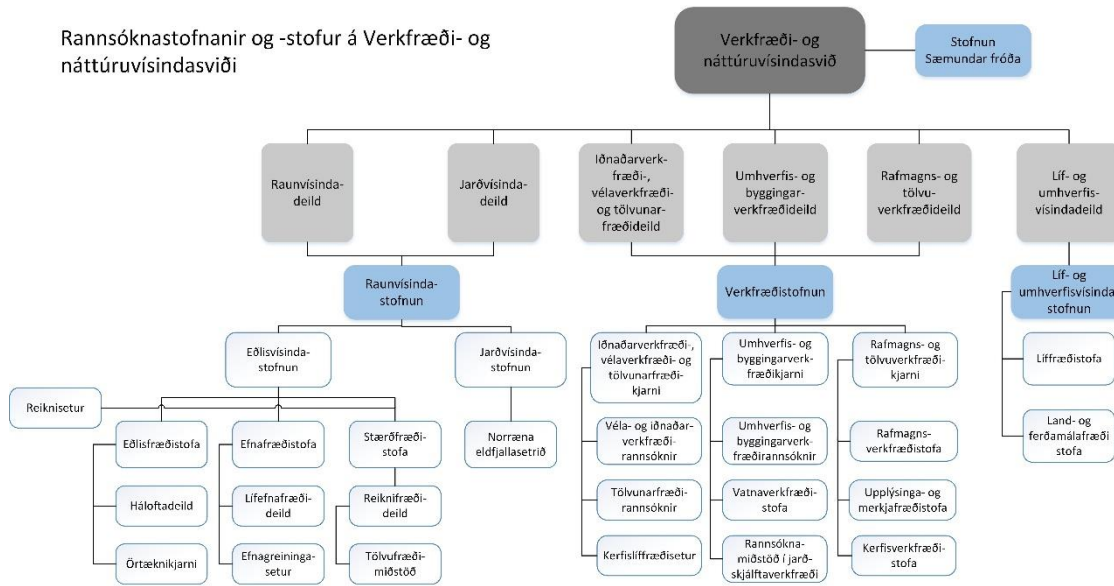 Rannsóknastofnanir og -stofur á Verkfræði- og
náttúruvísindasviði
Verkfræði- og
náttúruvísindasvið
Stofnun
Sæmundar fróða
Raunvísinda-
deild
Jarðvísinda-
deild
Iðnaðarverk-
fræði-,
vélaverkfræði-
og tölvunar-
fræðideild
Umhverfis- og
byggingar-
verkfræðideild
Rafmagns- og
tölvu-
verkfræðideild
Líf- og
umhverfis-
vísindadeild
Raunvísinda-
stofnun
Verkfræðistofnun
Líf- og
umhverfisvísinda
stofnun
Eðlisvísinda-
stofnun
Jarðvísinda-
stofnun
Iðnaðarverkfræði-,
vélaverkfræði- og
tölvunarfræði-
kjarni
Umhverfis- og
byggingarverk-
fræðikjarni
Rafmagns- og
tölvuverkfræði-
kjarni
Líffræðistofa
Reiknisetur
Eðlisfræðistofa
Efnafræðistofa
Stærðfræði-
stofa
Norræna
eldfjallasetrið
Véla- og iðnaðar-
verkfræði-
rannsóknir
Umhverfis- og
byggingarverk-
fræðirannsóknir
Rafmagns-
verkfræðistofa
Land- og
ferðamálafræði
stofa
Háloftadeild
Lífefnafræði-
deild
Reiknifræði-
deild
Tölvunarfræði-
rannsóknir
Vatnaverkfræði-
stofa
Upplýsinga- og
merkjafræðistofa
Örtæknikjarni
Efnagreininga-
setur
Tölvufræði-
miðstöð
Kerfislíffræðisetur
Rannsókna-
miðstöð í jarð-
skjálftaverkfræði
Kerfisverkfræði-
stofa